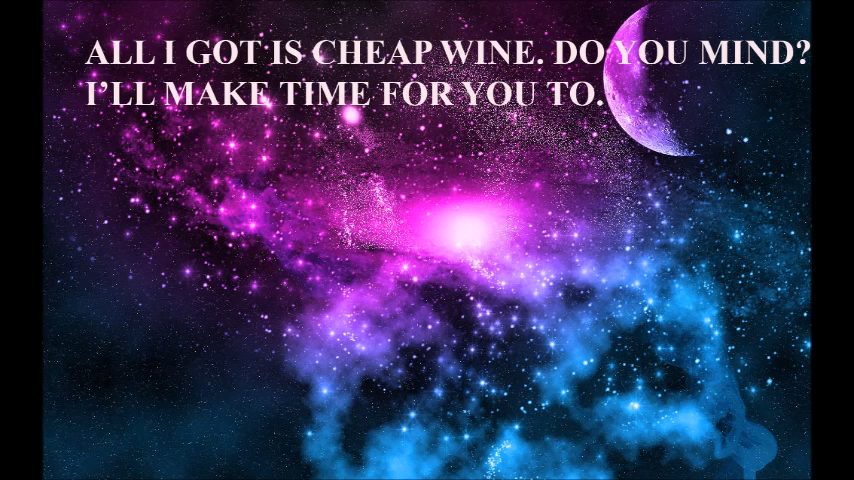 ALL I GOT IS CHEAP WINE. DO YOU MIND?
I’LL MAKE TIME FOR YOU TO.